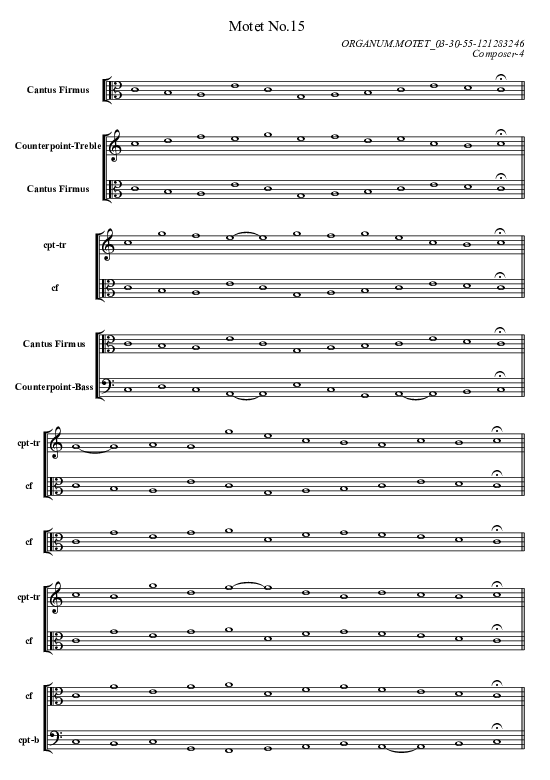 Motet No.15
ORGANUM.MOTET_03-30-55-121283246
Composer-4
Cantus Firmus
Counterpoint-Treble
Cantus Firmus
cpt-tr
cf
Cantus Firmus
Counterpoint-Bass
cpt-tr
cf
cf
cpt-tr
cf
cf
cpt-b